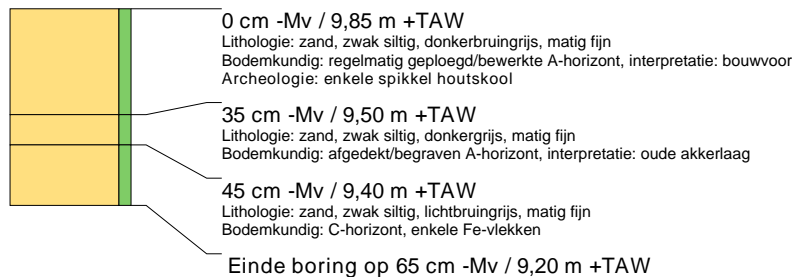 0 cm -Mv / 9,85 m +TAW
Lithologie: zand, zwak siltig, donkerbruingrijs, matig fijn
Bodemkundig: regelmatig geploegd/bewerkte A-horizont, interpretatie: bouwvoor
Archeologie: enkele spikkel houtskool
35 cm -Mv / 9,50 m +TAW
Lithologie: zand, zwak siltig, donkergrijs, matig fijn
Bodemkundig: afgedekt/begraven A-horizont, interpretatie: oude akkerlaag
45 cm -Mv / 9,40 m +TAW
Lithologie: zand, zwak siltig, lichtbruingrijs, matig fijn
Bodemkundig: C-horizont, enkele Fe-vlekken
Einde boring op 65 cm -Mv / 9,20 m +TAW